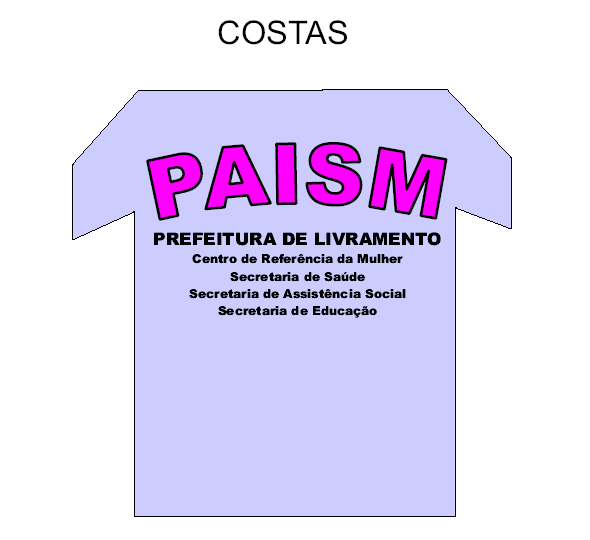 COSTAS
PAISM
PREFEITURA DE LIVRAMENTO
Centro de Referência da Mulher
Secretaria de Saúde
Secretaria de Assistência Social
Secretaria de Educação